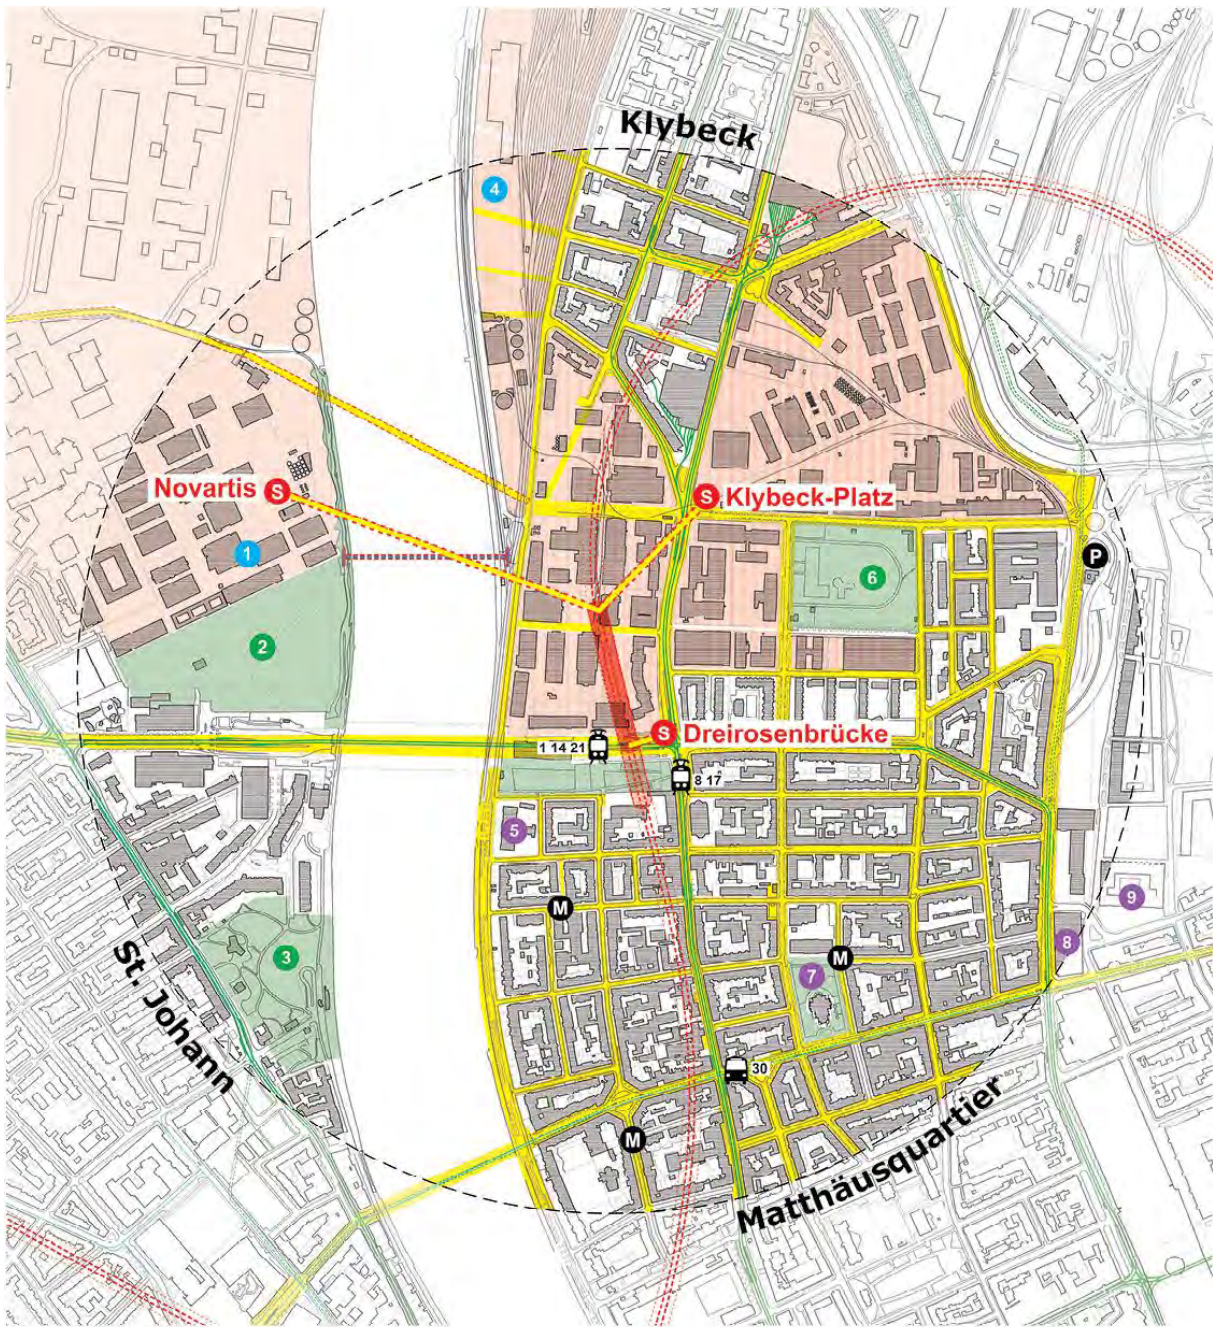 Klybeck
4
Novartis S
S Klybeck-Platz
1
P
6
2
S Dreirosenbrücke
1 14 21
8 17
5
9
M
8
3
M
7
St. Johann
30
M
Matthäusquartier